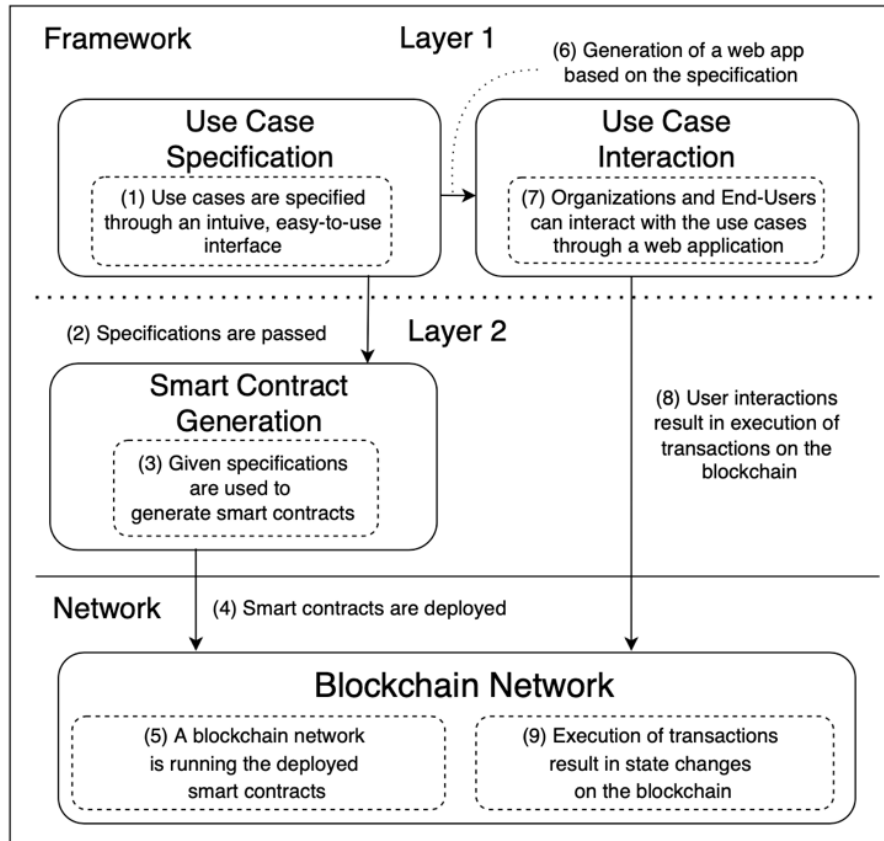 Framework
Layer 1
(6) Generation of a web app
based on the specification
Use Case
Specification
(1) Use cases are specified
through an intuive, easy-to-use
interface
Use Case
Interaction
(7) Organizations and End-Users
can interact with the use cases
through a web application
(2) Specifications are passed
Layer 2
Smart Contract
Generation
(3) Given specifications
are used to
generate smart contracts
(8) User interactions
result in execution of
transactions on the
blockchain
Network
(4) Smart contracts are deployed
Blockchain Network
(5) A blockchain network
is running the deployed
smart contracts
(9) Execution of transactions
result in state changes
on the blockchain